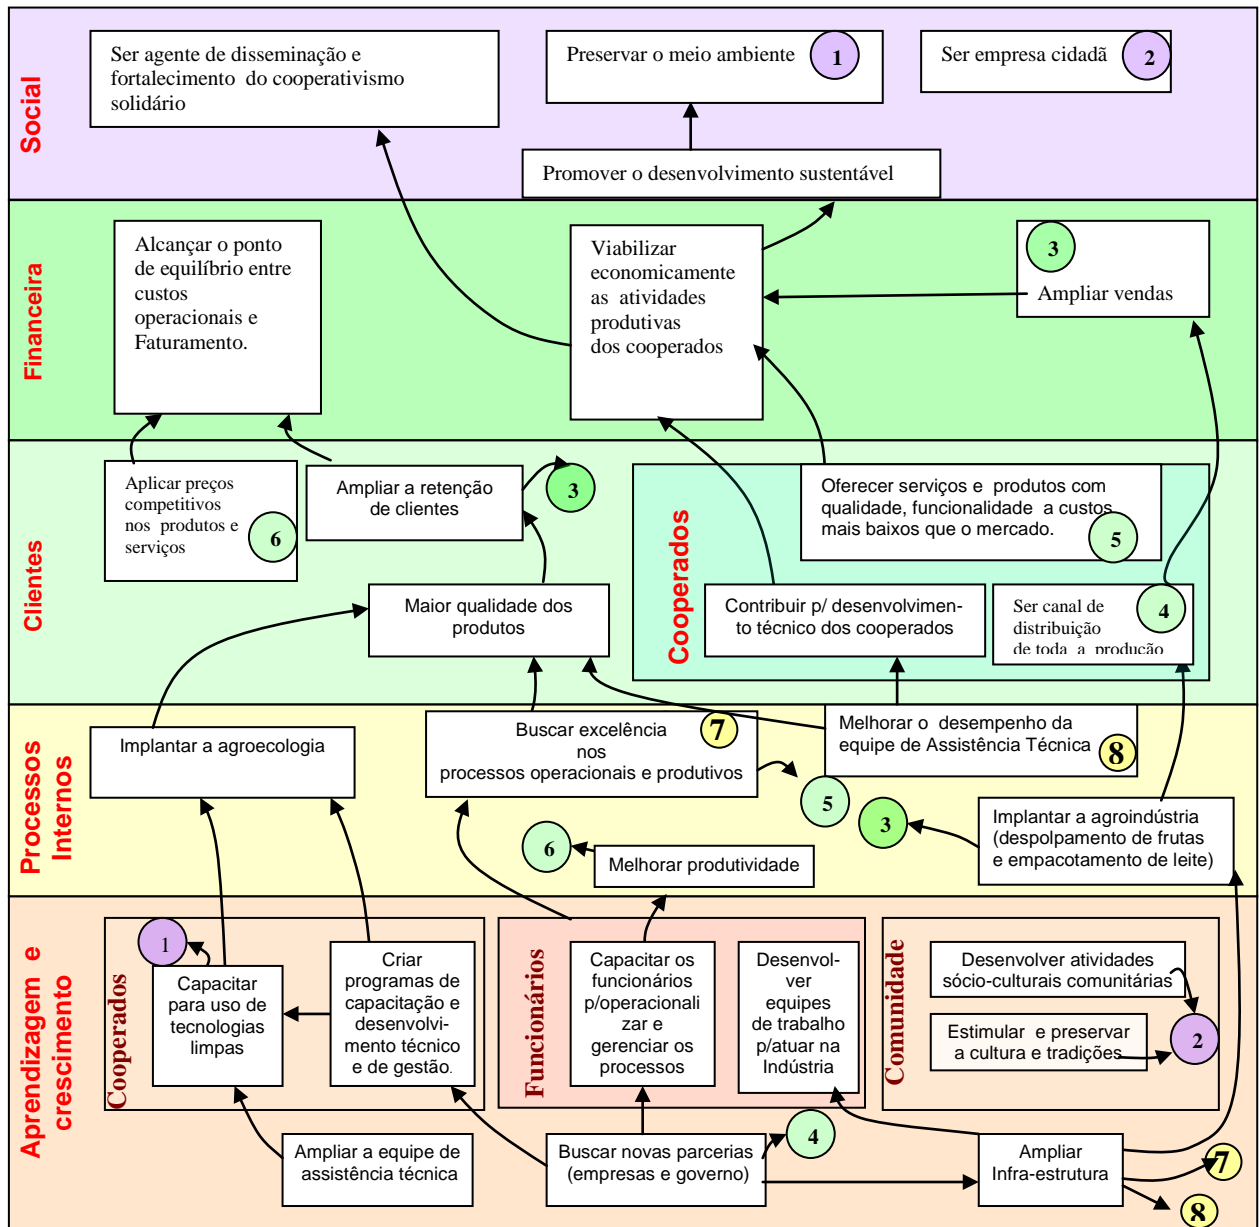 Social
Ser agente de disseminação e
fortalecimento do cooperativismo
solidário
Preservar o meio ambiente
1
Ser empresa cidadã
2
Promover o desenvolvimento sustentável
Financeira
Alcançar o ponto
de equilíbrio entre
custos
operacionais e
Faturamento.
Viabilizar
economicamente
as atividades
produtivas
dos cooperados
3
Ampliar vendas
Clientes
Aplicar preços
competitivos
nos produtos e
serviços
6
Ampliar a retenção
de clientes
3
Maior qualidade dos
produtos
Cooperados
Oferecer serviços e produtos com
qualidade, funcionalidade a custos
mais baixos que o mercado.
5
Contribuir p/ desenvolvimen-
to técnico dos cooperados
Ser canal de
distribuição
de toda a produção
4
Processos
Internos
Implantar a agroecologia
Buscar excelência
nos
processos operacionais e produtivos
7
5
Melhorar o desempenho da
equipe de Assistência Técnica
8
6
Melhorar produtividade
3
Implantar a agroindústria
(despolpamento de frutas
e empacotamento de leite)
Aprendizagem e
crescimento
Cooperados
1
Capacitar
para uso de
tecnologias
limpas
Criar
programas de
capacitação e
desenvolvi-
mento técnico
e de gestão.
Funcionários
Capacitar os
funcionários
p/operacionali
zar e
gerenciar os
processos
Desenvol-
ver
equipes
de trabalho
p/atuar na
Indústria
Comunidade
Desenvolver atividades
sócio-culturais comunitárias
Estimular e preservar
a cultura e tradições
2
Ampliar a equipe de
assistência técnica
Buscar novas parcerias
(empresas e governo)
4
Ampliar
Infra-estrutura
7
8